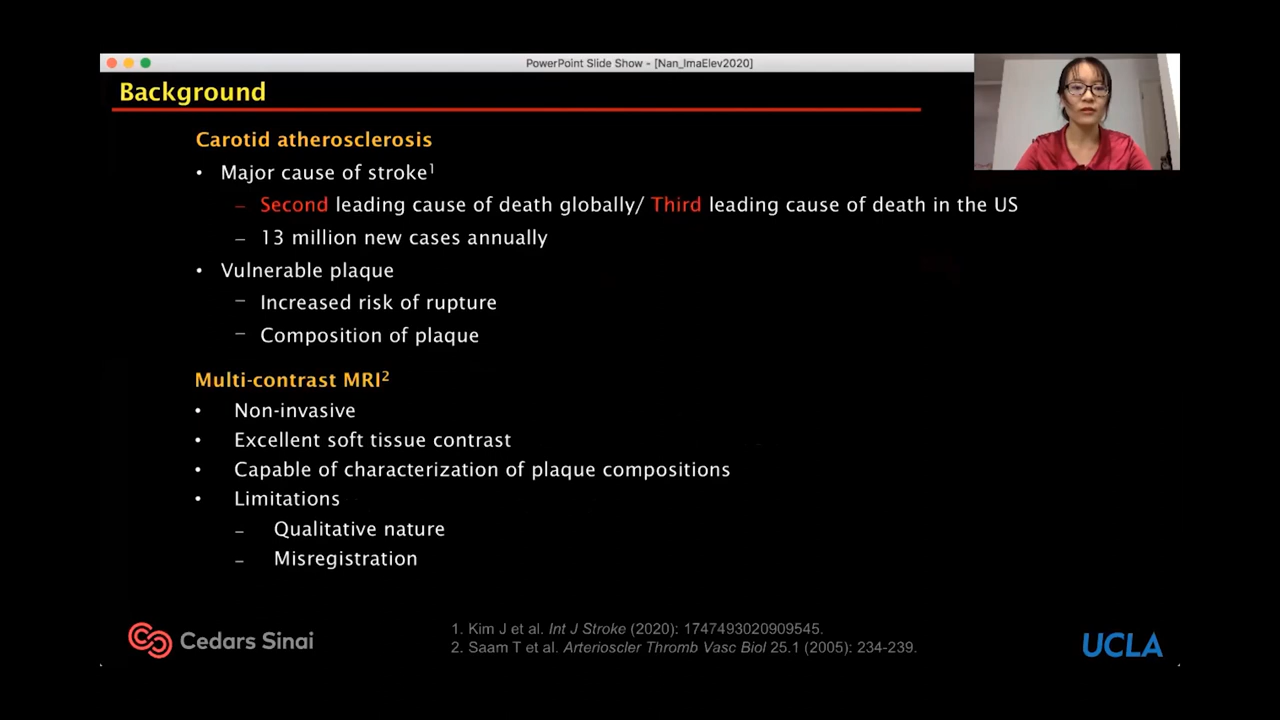 PowerPoint Slide Show - [Nan_ImaElev2020]
Background
Carotid atherosclerosis
• Major cause of stroke1
– Second leading cause of death globally/ Third leading cause of death in the US
– 13 million new cases annually
• Vulnerable plaque
– Increased risk of rupture
– Composition of plaque
Multi-contrast MRI2
• Non-invasive
• Excellent soft tissue contrast
• Capable of characterization of plaque compositions
• Limitations
– Qualitative nature
– Misregistration
Cedars Sinai
1. Kim J et al. Int J Stroke (2020): 1747493020909545.
2. Saam T et al. Arterioscler Thromb Vasc Biol 25.1 (2005): 234-239.
UCLA